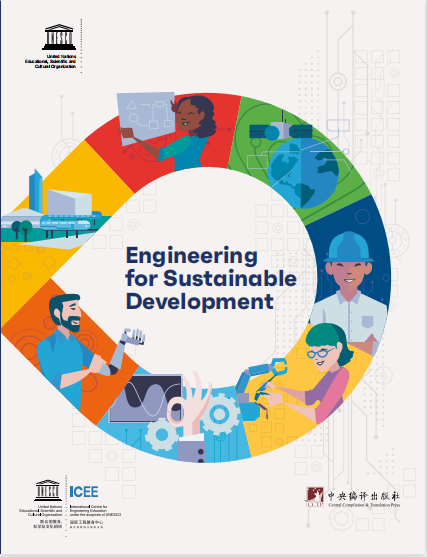 United Nations
Educational, Scientific and
Cultural Organization
Engineering
for Sustainable
Development
ICEE
United Nations
Educational, Scientific and
Cultural Organization
联合国教育、
科学及文化组织
International Centre for
Engineering Education
under the auspices of UNESCO
国际工程教育中心
中央编译出版社
Central Compilation & Translation Press